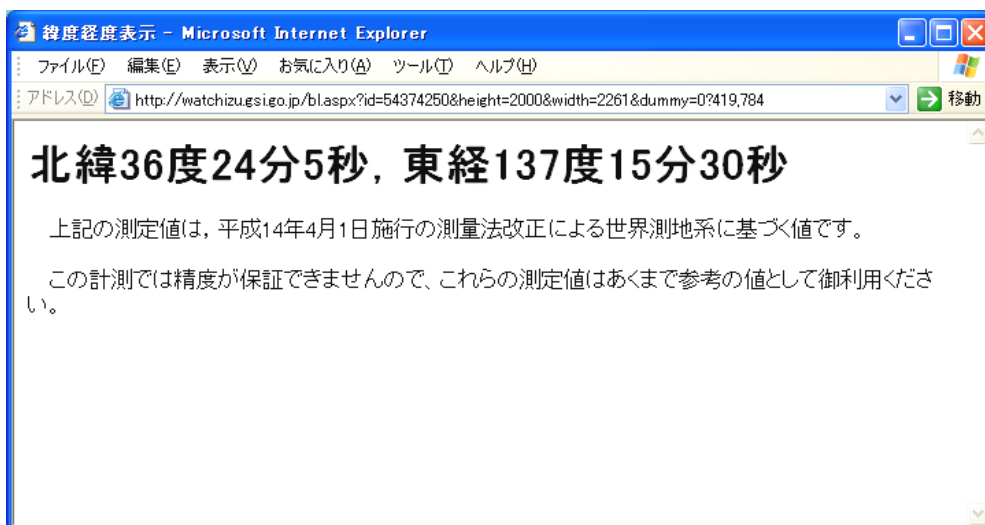 緯度経度表示 - Microsoft Internet Explorer
ファイル(F) 編集(E) 表示(V) お気に入り(A) ツール(T) ヘルプ(H)
アドレス(D) http://watchizu.gsi.go.jp/bl.aspx?id=54374250&height=2000&width=2261&dummy=0?419,784 移動
北緯36度24分5秒，東経137度15分30秒
上記の測定値は，平成14年4月1日施行の測量法改正による世界測地系に基づく値です。
この計測では精度が保証できませんので、これらの測定値はあくまで参考の値として御利用くださ
い。